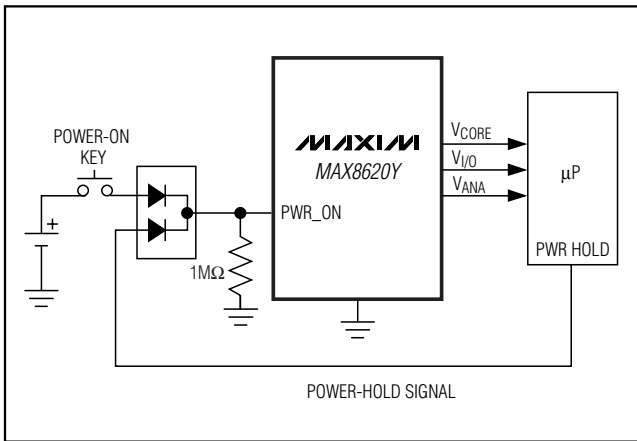 POWER-ON
KEY
+
1MΩ
MAXIM
MAX8620Y
PWR_ON
VCORE
VI/O
VANA
μP
PWR HOLD
POWER-HOLD SIGNAL